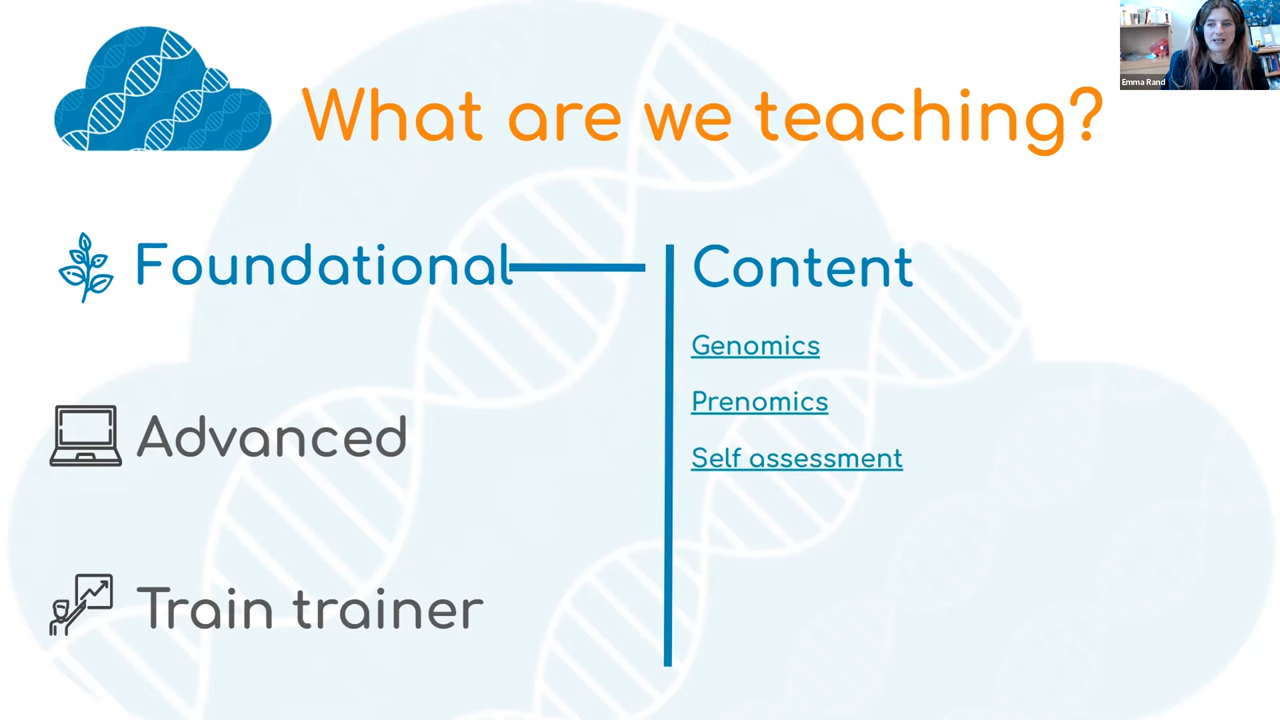 Emma Rand
What are we teaching?
Foundational
Content
Genomics
Prenomics
Self assessment
Advanced
Train trainer